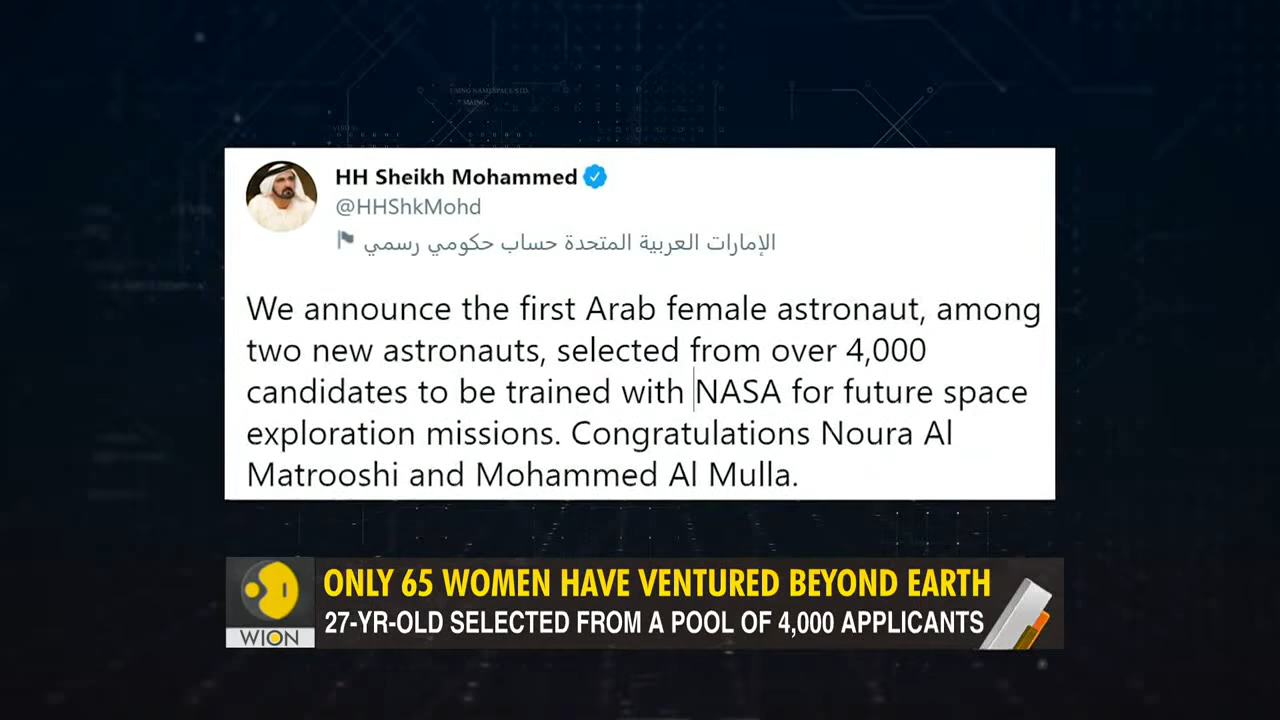 USING NAMESPACE STD;
HH Sheikh Mohammed
@HHShkMohd
الإمارات العربية المتحدة حساب حكومي رسمي
We announce the first Arab female astronaut, among
two new astronauts, selected from over 4,000
candidates to be trained with NASA for future space
exploration missions. Congratulations Noura Al
Matrooshi and Mohammed Al Mulla.
ONLY 65 WOMEN HAVE VENTURED BEYOND EARTH
27-YR-OLD SELECTED FROM A POOL OF 4,000 APPLICANTS
WION